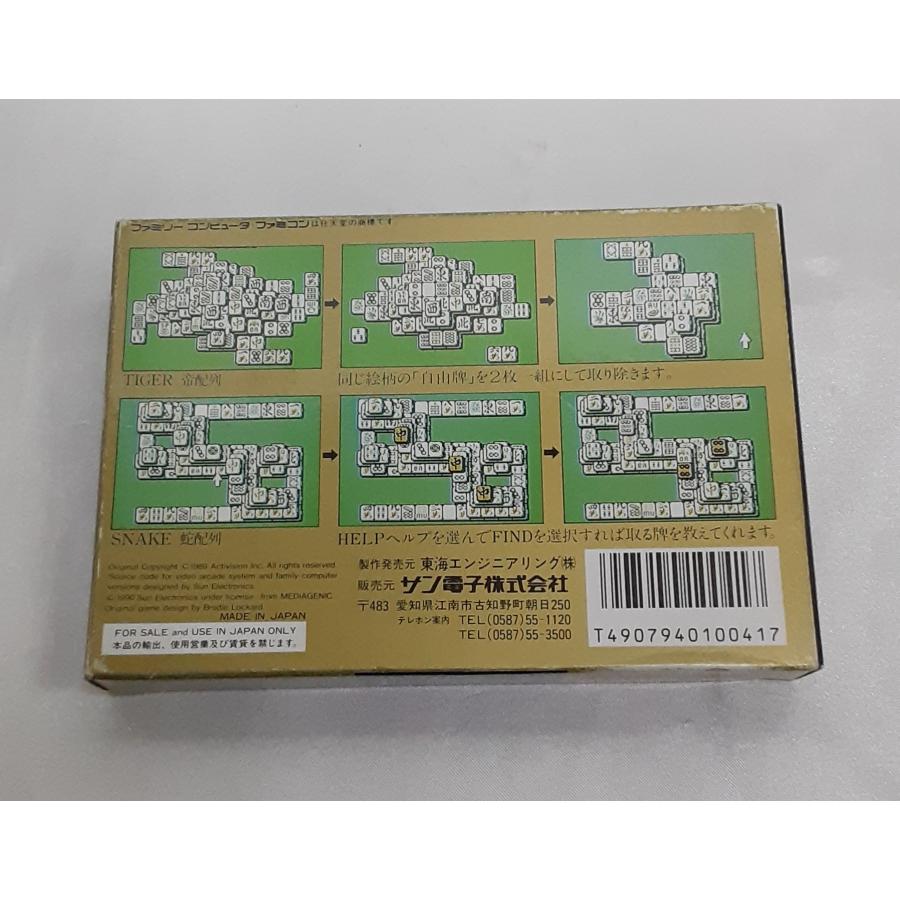 ファミリー コンピュータ ファミコンは任天堂の商標です
TIGER 帝配列
同じ絵柄の「自由牌」を2枚一組にして取り除きます。
SNAKE 蛇配列
HELPヘルプを選んでFINDを選択すれば取る牌を教えてくれます。
Original Copyright ©1989 Activision Inc. All rights reserved.
Source code for video arcade system and family computer
versions designed by Sun Electronics.
©1990 Sun Electronics under license from MEDIAGENIC
Original game design by Brodie Lockard.
MADE IN JAPAN
FOR SALE and USE IN JAPAN ONLY
本品の輸出、使用営業及び賃貸を禁じます。
製作発売元 東海エンジニアリング(株)
販売元 サン電子株式会社
〒483 愛知県江南市古知野町朝日250
テレホン案内 TEL(0587)55-1120
TEL(0587)55-3500
T4907940100417